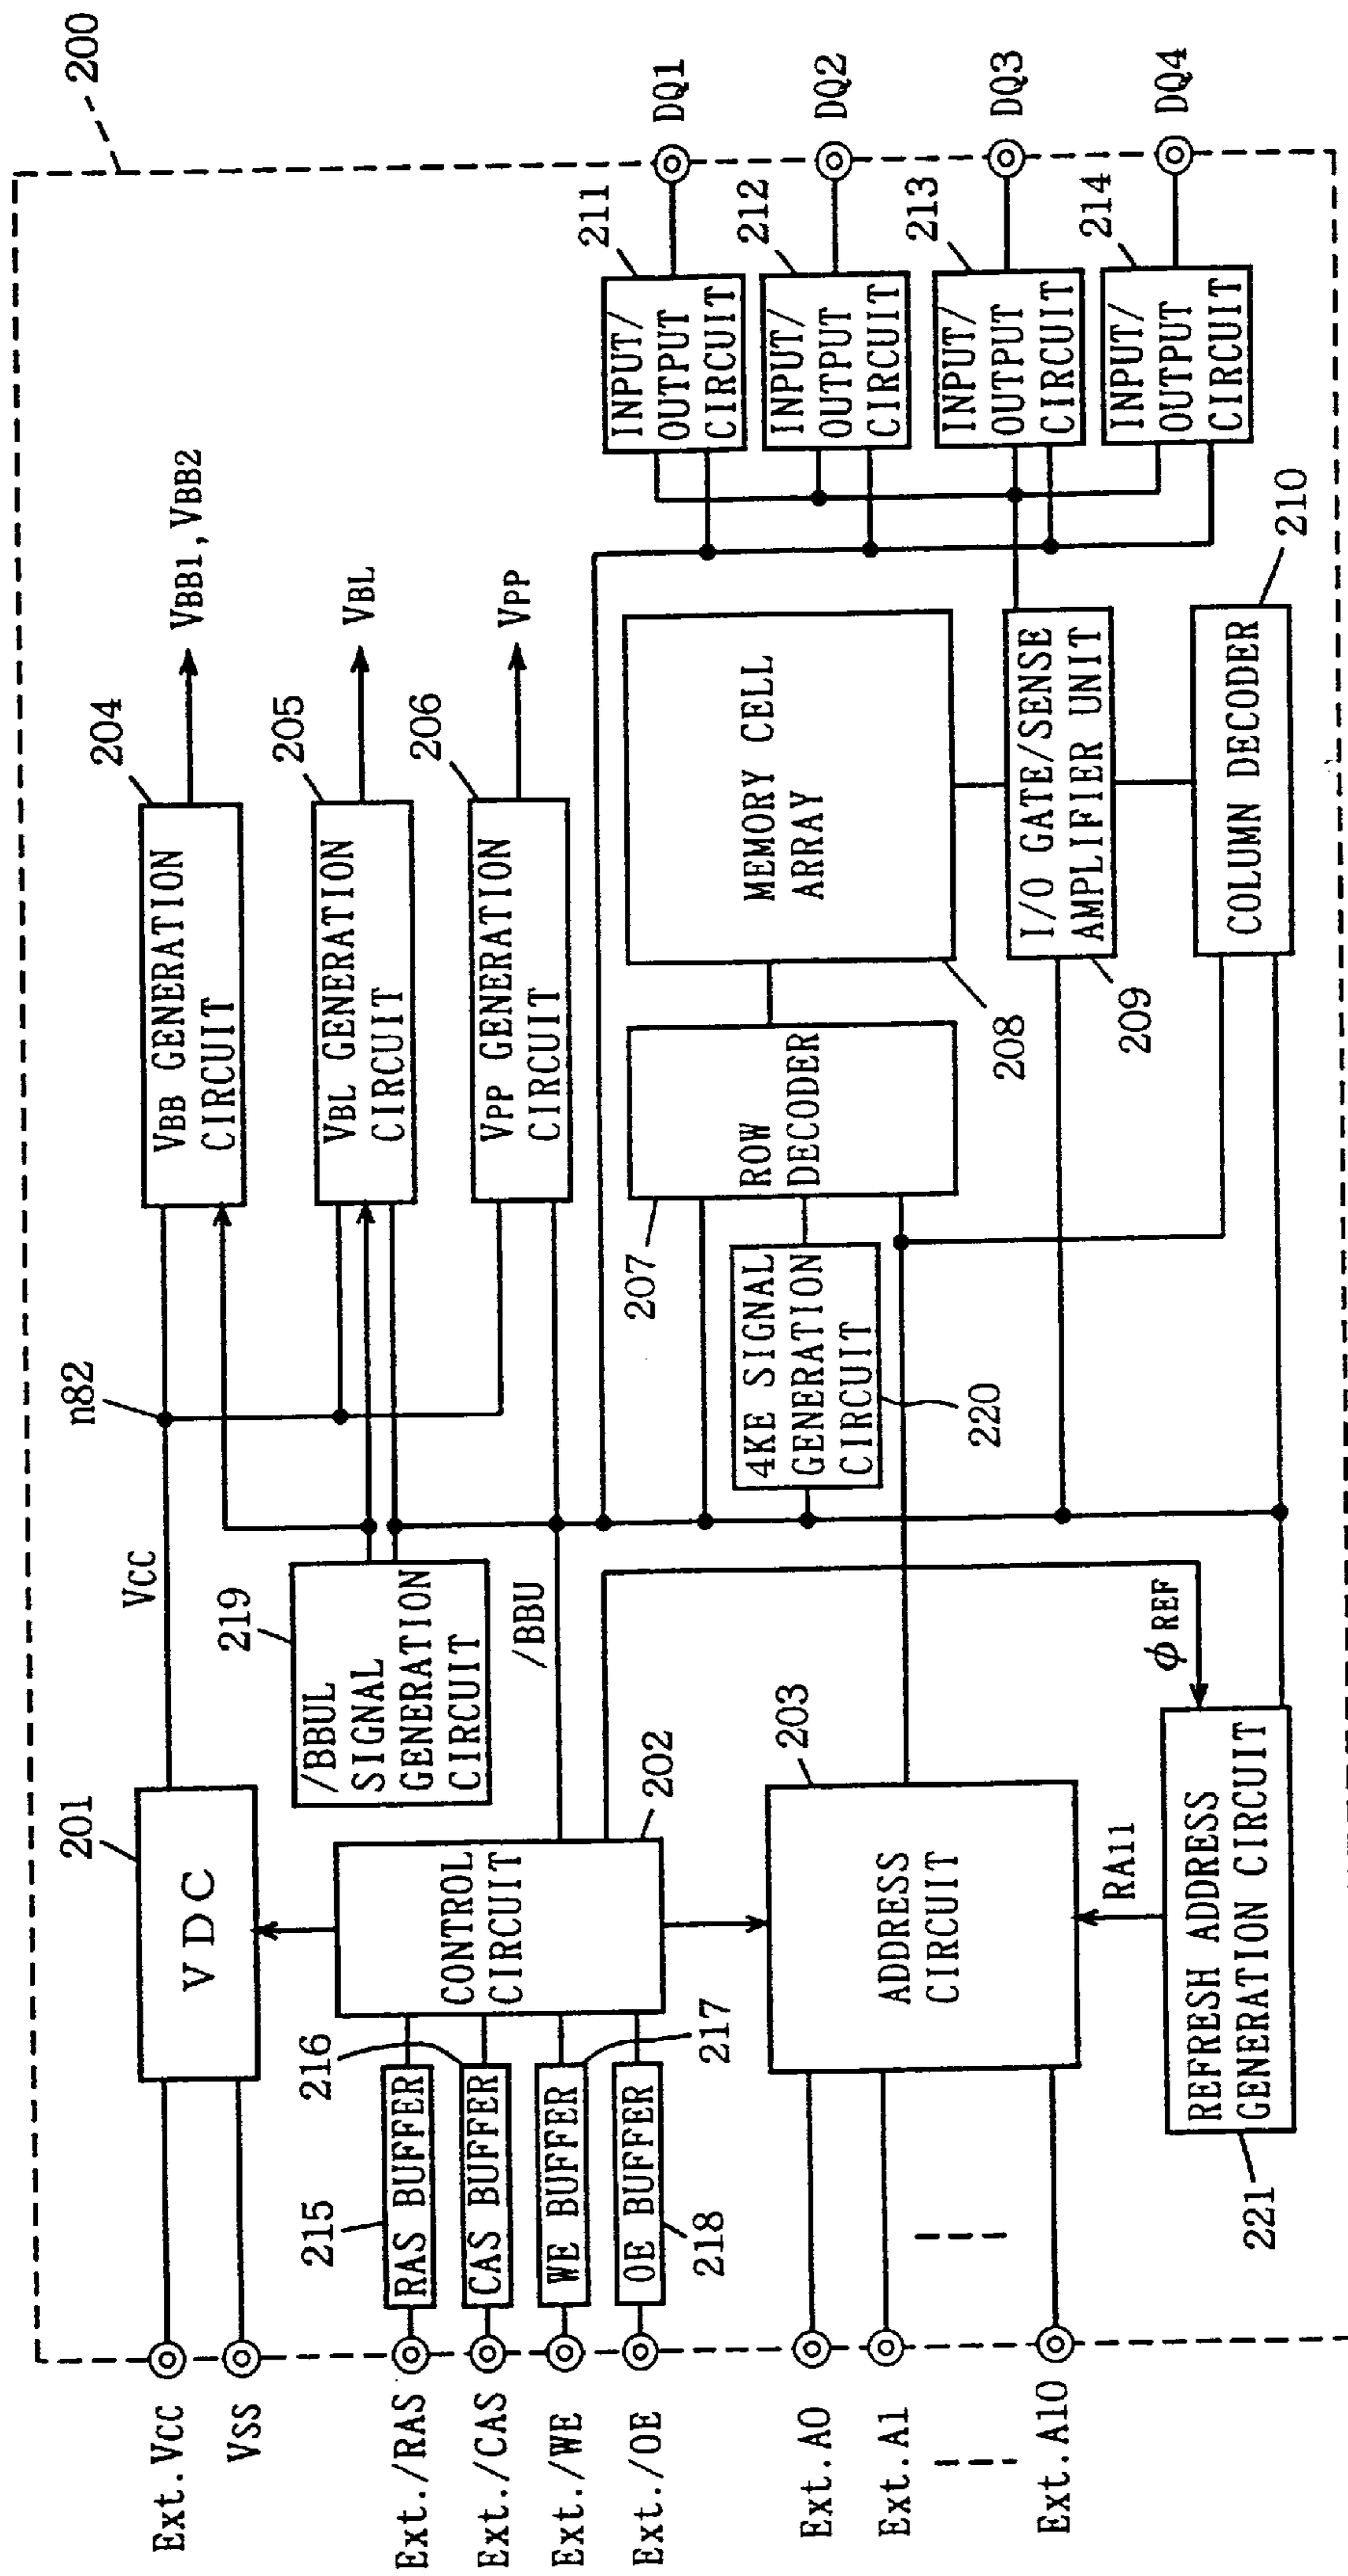 200
Ext.VCC
VSS
Ext./RAS
Ext./CAS
Ext./WE
Ext./OE
Ext.A0
Ext.A1
Ext.A10
201
VDC
VCC
n82
204
VBB GENERATION
CIRCUIT
VBB1,VBB2
219
/BBUL
SIGNAL
GENERATION
CIRCUIT
205
VBL GENERATION
CIRCUIT
VBL
206
VPP GENERATION
CIRCUIT
VPP
215
RAS BUFFER
216
CAS BUFFER
WE BUFFER
217
OE BUFFER
218
CONTROL
CIRCUIT
202
/BBU
203
ADDRESS
CIRCUIT
RA11
φREF
REFRESH ADDRESS
GENERATION CIRCUIT
221
207
ROW
DECODER
4KE SIGNAL
GENERATION
CIRCUIT
220
MEMORY CELL
ARRAY
208
I/O GATE/SENSE
AMPLIFIER UNIT
209
COLUMN DECODER
210
211
INPUT/
OUTPUT
CIRCUIT
DQ1
212
INPUT/
OUTPUT
CIRCUIT
DQ2
213
INPUT/
OUTPUT
CIRCUIT
DQ3
214
INPUT/
OUTPUT
CIRCUIT
DQ4